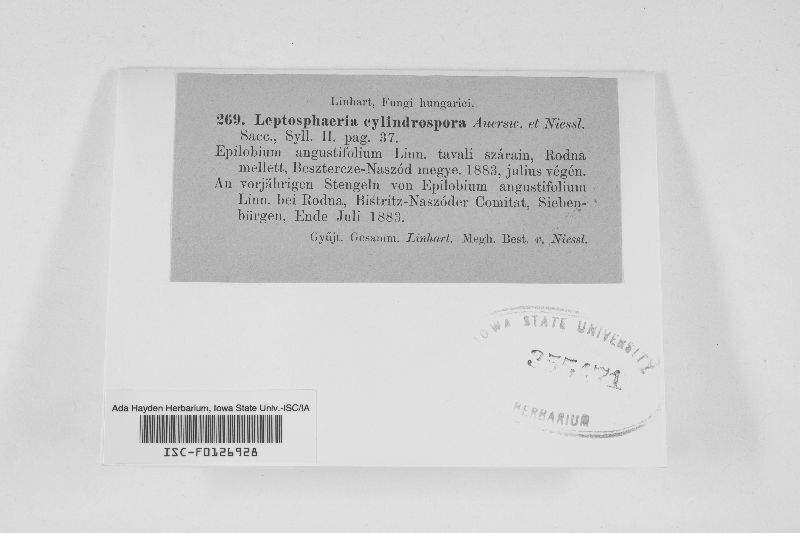 Linhart, Fungi hungarici.
269. Leptosphaeria cylindrospora Auersw. et Niessl.
Sacc., Syll. II. pag. 37.
Epilobium angustifolium Linn. tavali szárain, Rodna
mellett, Besztercze-Naszód megye. 1883, julius végén.
An vorjährigen Stengeln von Epilobium angustifolium
Linn. bei Rodna, Bistritz-Naszóder Comitat, Sieben-
bürgen, Ende Juli 1883.
Gyűjt. Gesamm. Linhart. Megh. Best. v. Niessl.
IOWA STATE UNIVERSITY
HERBARIUM
Ada Hayden Herbarium, Iowa State Univ.-ISC/IA
ISC-F0126928